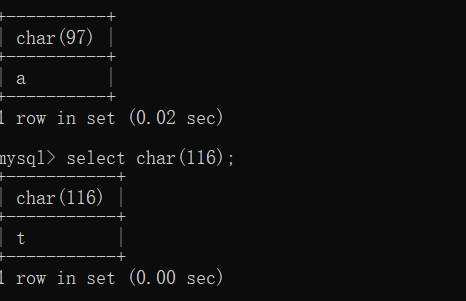 +----------+
| char(97) |
+----------+
| a        |
+----------+
1 row in set (0.02 sec)
mysql> select char(116);
+-----------+
| char(116) |
+-----------+
| t         |
+-----------+
1 row in set (0.00 sec)